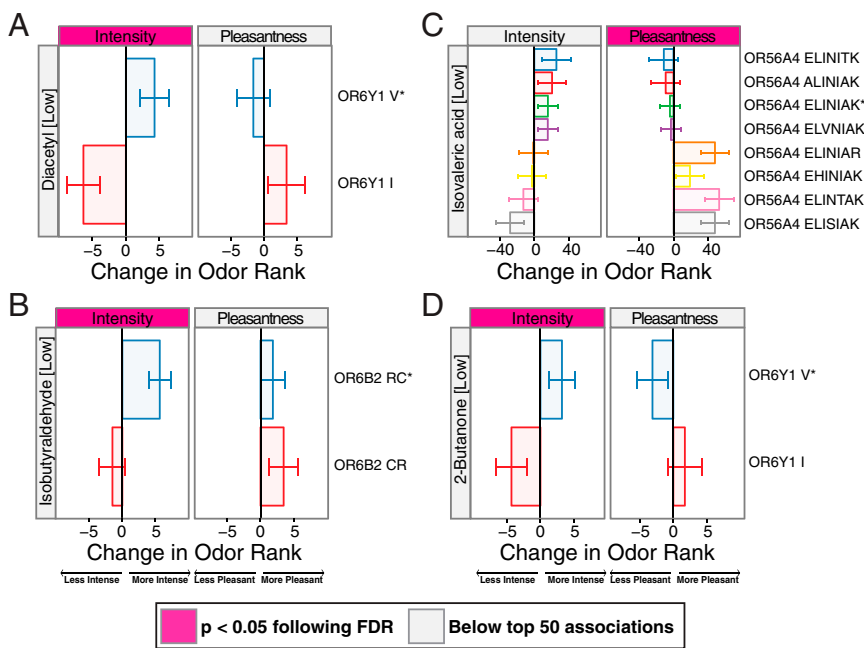 A
Intensity
Pleasantness
Diacetyl [Low]
OR6Y1 V*
OR6Y1 I
-5
0
5
-5
0
5
Change in Odor Rank
C
Intensity
Pleasantness
Isovaleric acid [Low]
OR56A4 ELINITK
OR56A4 ALINIAK
OR56A4 ELINIAK*
OR56A4 ELVNIAK
OR56A4 ELINIAR
OR56A4 EHINIAK
OR56A4 ELINTAK
OR56A4 ELISIAK
-40
0
40
-40
0
40
Change in Odor Rank
B
Intensity
Pleasantness
Isobutyraldehyde [Low]
OR6B2 RC*
OR6B2 CR
-5
0
5
-5
0
5
Change in Odor Rank
Less Intense
More Intense
Less Pleasant
More Pleasant
D
Intensity
Pleasantness
2-Butanone [Low]
OR6Y1 V*
OR6Y1 I
-5
0
5
-5
0
5
Change in Odor Rank
Less Intense
More Intense
Less Pleasant
More Pleasant
p < 0.05 following FDR
Below top 50 associations